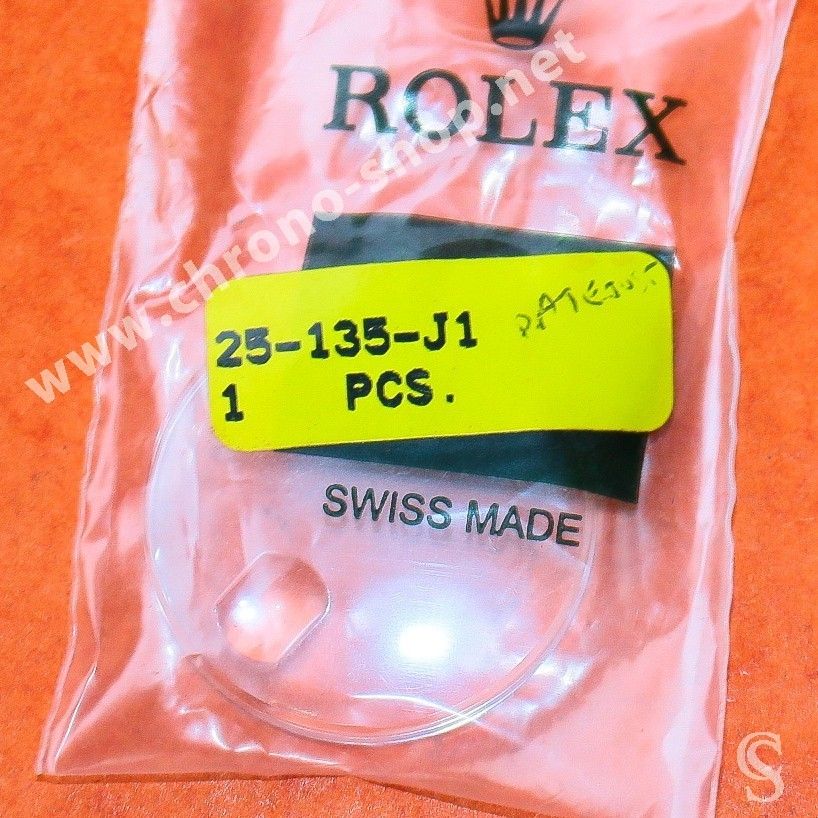 ROLEX
www.chrono-shop.net
25-135-J1
1 PCS.
SWISS MADE